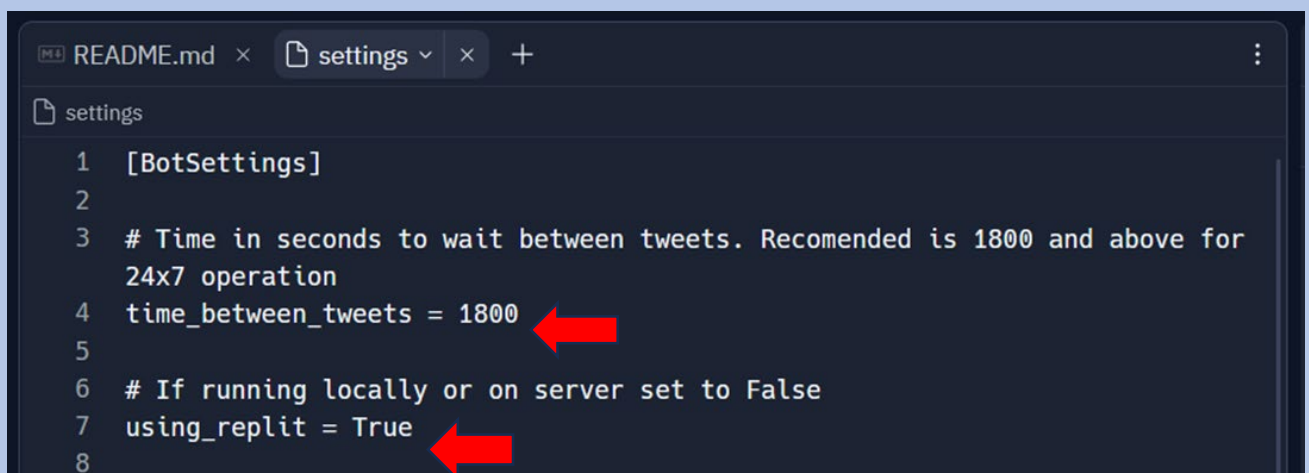 README.md × settings × +
settings
1 [BotSettings]
2
3 # Time in seconds to wait between tweets. Recomended is 1800 and above for
24x7 operation
4 time_between_tweets = 1800
5
6 # If running locally or on server set to False
7 using_replit = True
8